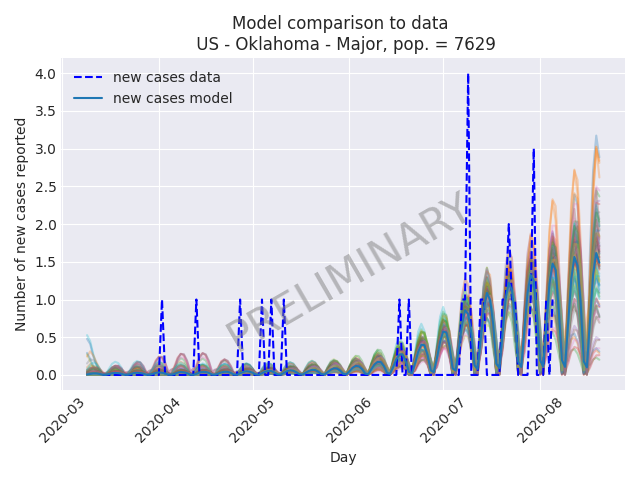 Model comparison to data
US - Oklahoma - Major, pop. = 7629
new cases data
new cases model
PRELIMINARY
Number of new cases reported
4.0
3.5
3.0
2.5
2.0
1.5
1.0
0.5
0.0
2020-03
2020-04
2020-05
2020-06
2020-07
2020-08
Day